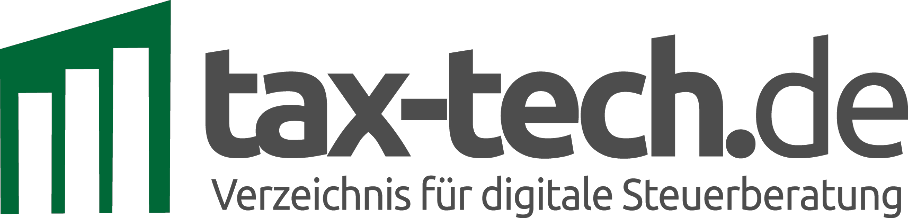 tax-tech.de
Verzeichnis für digitale Steuerberatung